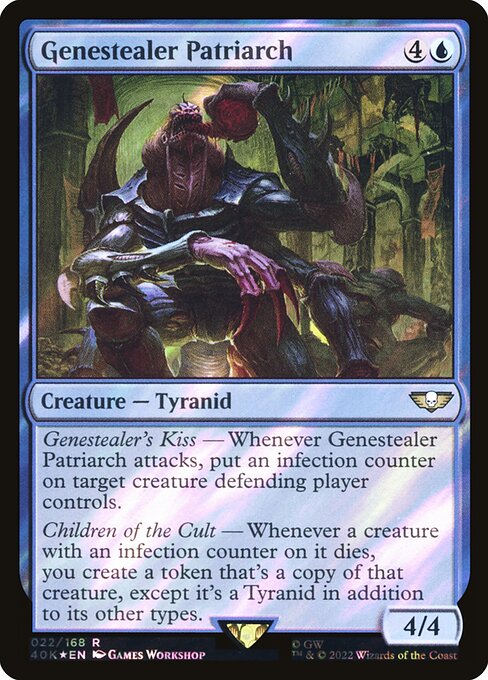 Genestealer Patriarch 4
Creature — Tyranid
Genestealer's Kiss — Whenever Genestealer
Patriarch attacks, put an infection counter
on target creature defending player
controls.
Children of the Cult — Whenever a creature
with an infection counter on it dies,
you create a token that's a copy of that
creature, except it's a Tyranid in addition
to its other types.
4/4
022/168 R
40K★EN Games Workshop
© GW
™ & © 2022 Wizards of the Coast